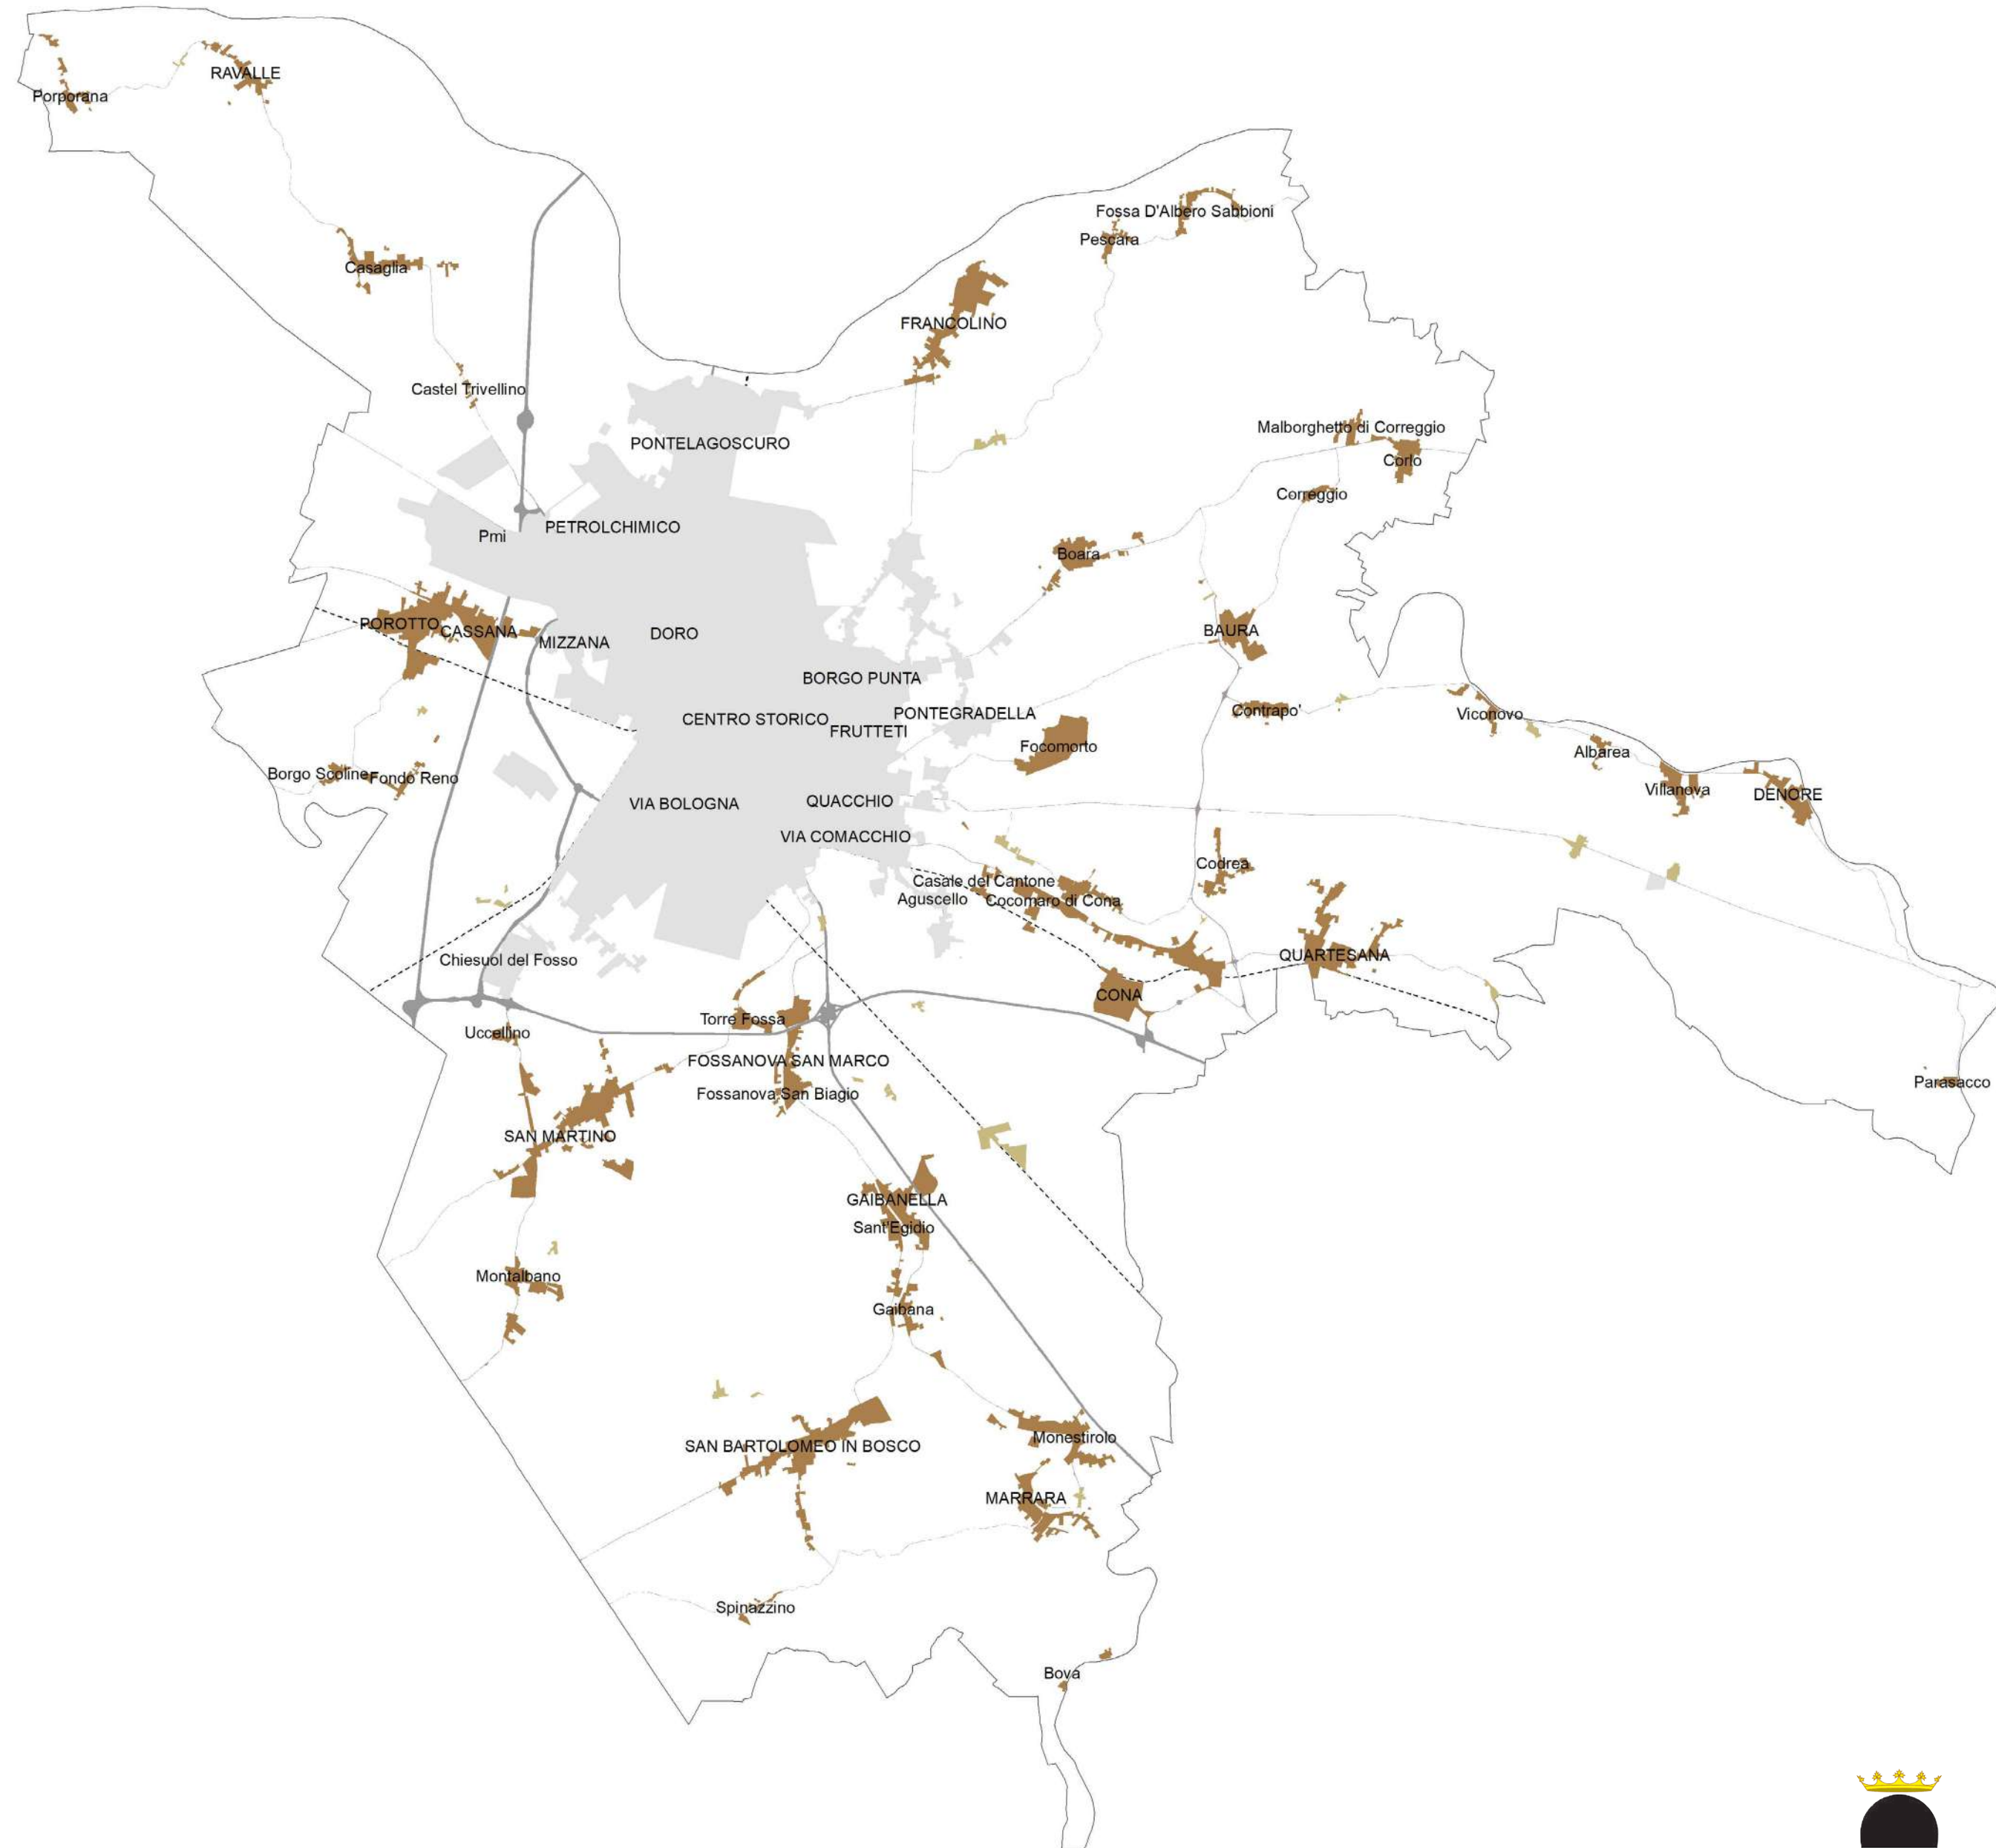 RAVALLE
Porporana
Fossa D'Albero Sabbioni
Pescara
Casaglia
FRANCOLINO
Castel Trivellino
Malborghetto di Correggio
PONTELAGOSCURO
Corlo
Correggio
PETROLCHIMICO
Pmi
Boara
POROTTO
CASSANA
MIZZANA
DORO
BAURA
BORGO PUNTA
CENTRO STORICO
PONTEGRADELLA
FRUTTETI
Contrapo'
Viconovo
Focomorto
Albarea
Borgo Scoline
Fondo Reno
Villanova
DENORE
VIA BOLOGNA
QUACCHIO
VIA COMACCHIO
Codrea
Casale del Cantone
Aguscello
Cocomaro di Cona
QUARTESANA
Chiesuol del Fosso
CONA
Torre Fossa
Uccellino
FOSSANOVA SAN MARCO
Parasacco
Fossanova San Biagio
SAN MARTINO
GAIBANELLA
Sant'Egidio
Montalbano
Gaibana
Monestirolo
SAN BARTOLOMEO IN BOSCO
MARRARA
Spinazzino
Bova